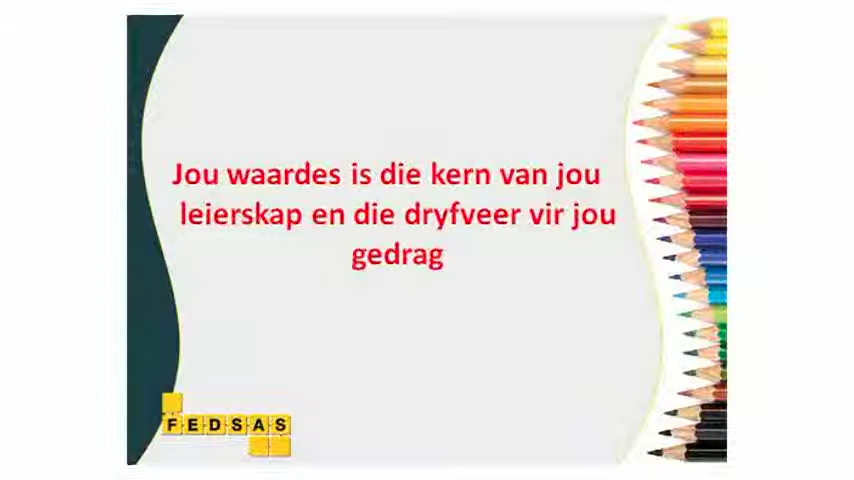 Jou waardes is die kern van jou
leierskap en die dryfveer vir jou
gedrag
FEDSAS